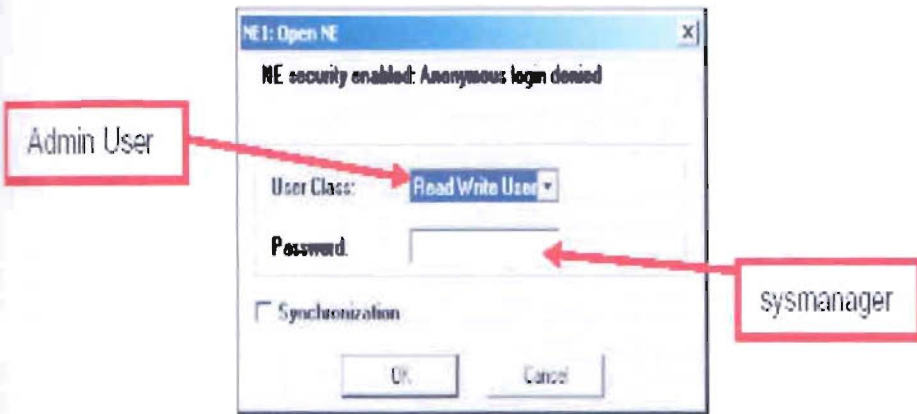 NE1: Open NE
NE security enabled: Anonymous login denied
Admin User
User Class:
Read Write User
Password:
sysmanager
Synchronization
OK
Cancel